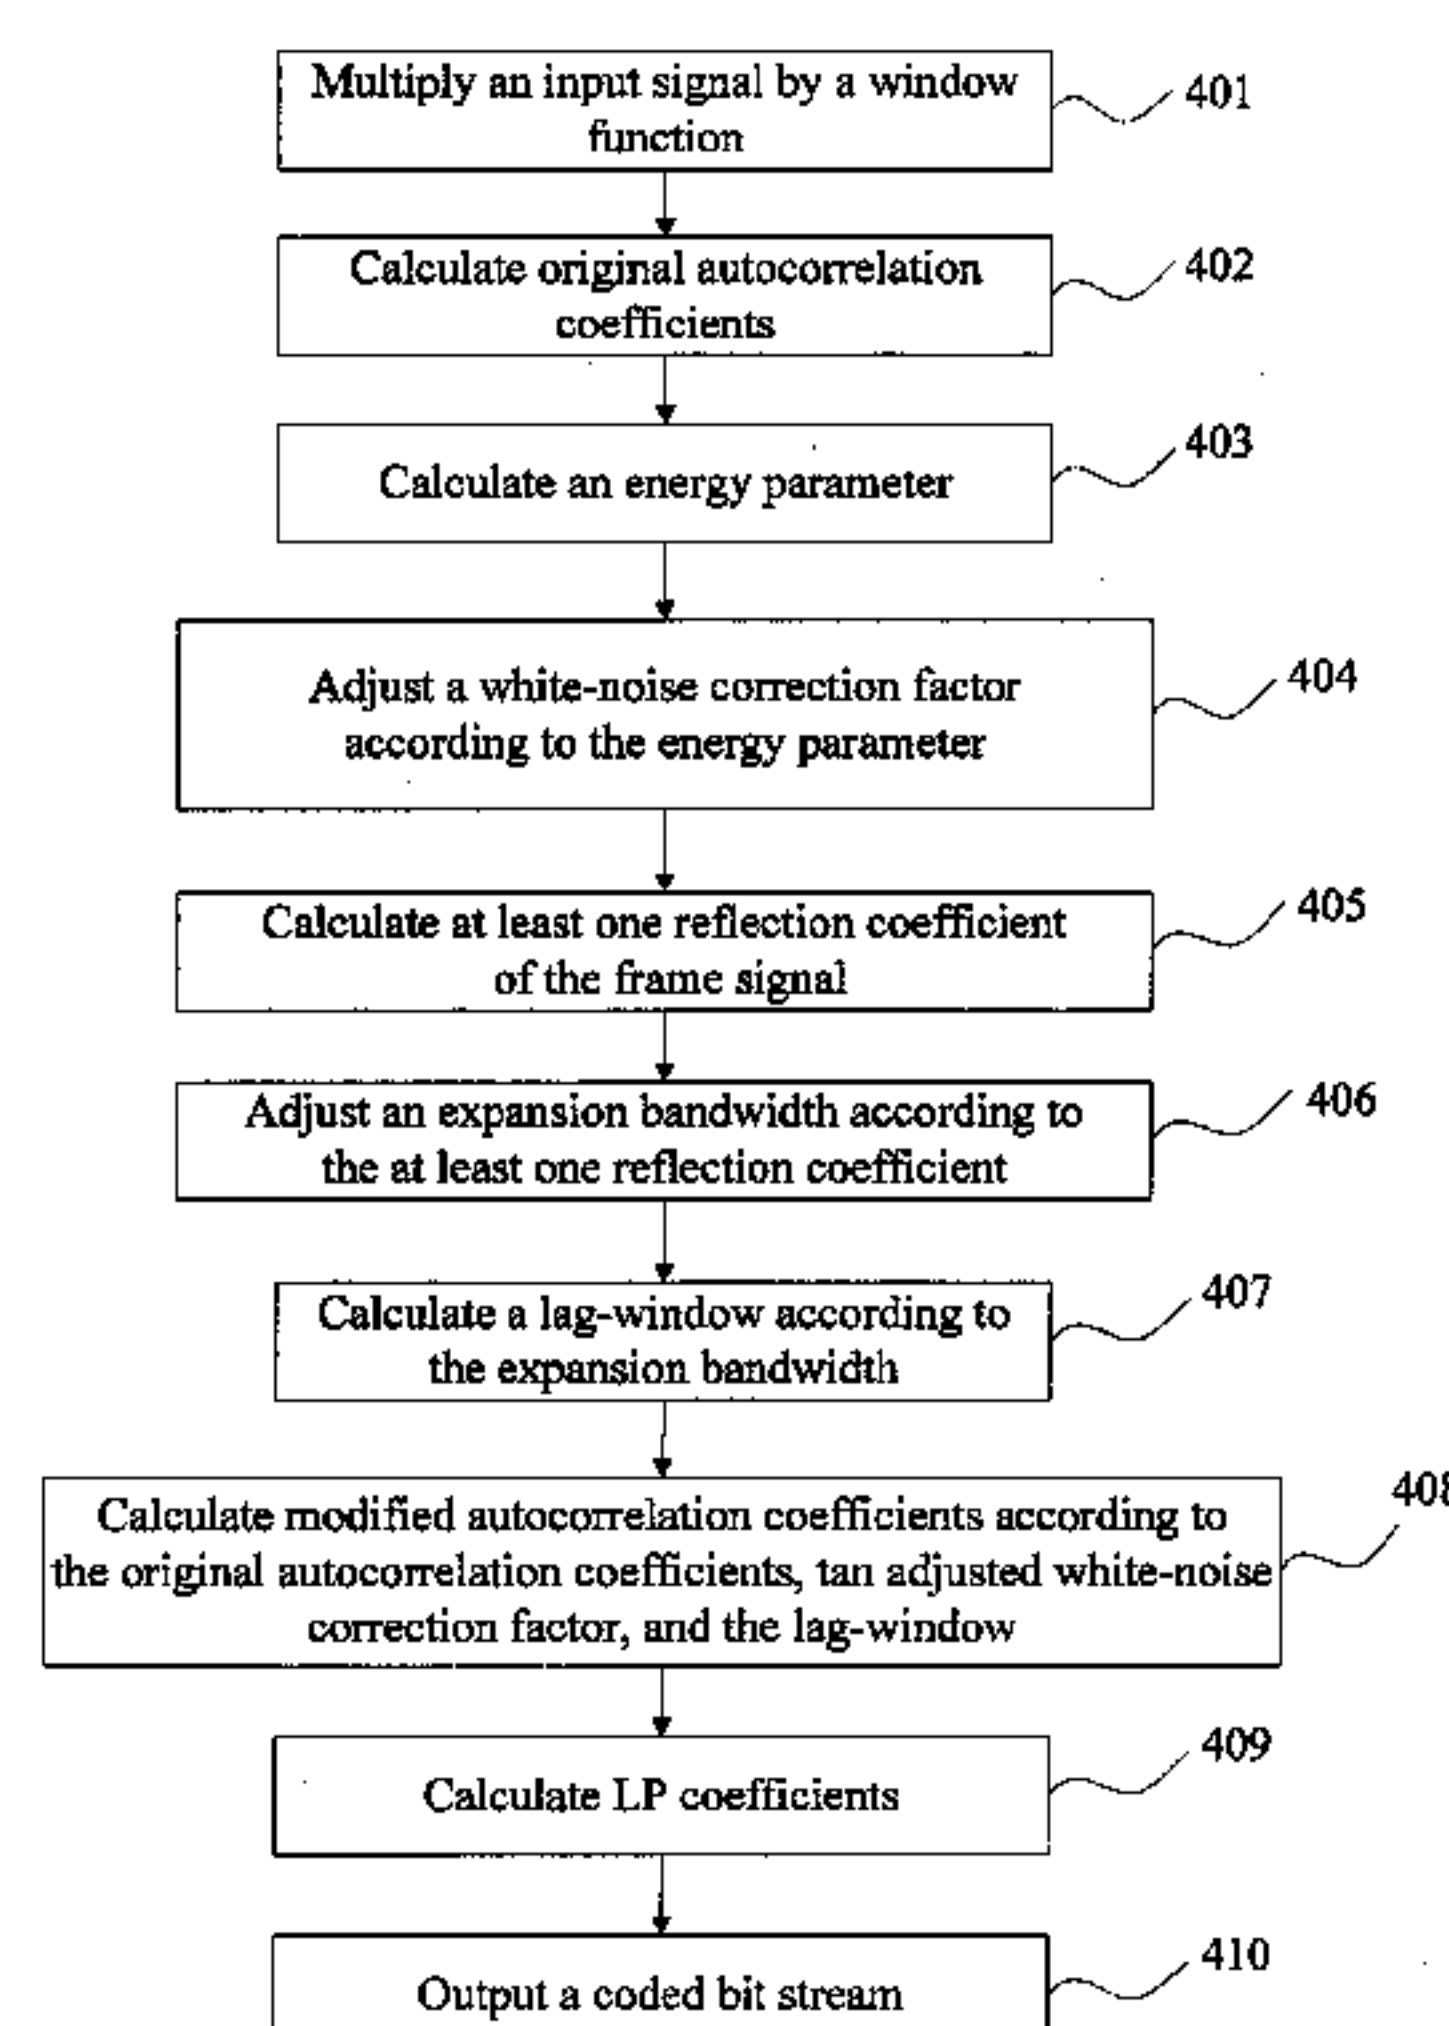 Multiply an input signal by a window
function
401
Calculate original autocorrelation
coefficients
402
Calculate an energy parameter
403
Adjust a white-noise correction factor
according to the energy parameter
404
Calculate at least one reflection coefficient
of the frame signal
405
Adjust an expansion bandwidth according to
the at least one reflection coefficient
406
Calculate a lag-window according to
the expansion bandwidth
407
Calculate modified autocorrelation coefficients according to
the original autocorrelation coefficients, tan adjusted white-noise
correction factor, and the lag-window
408
Calculate LP coefficients
409
Output a coded bit stream
410